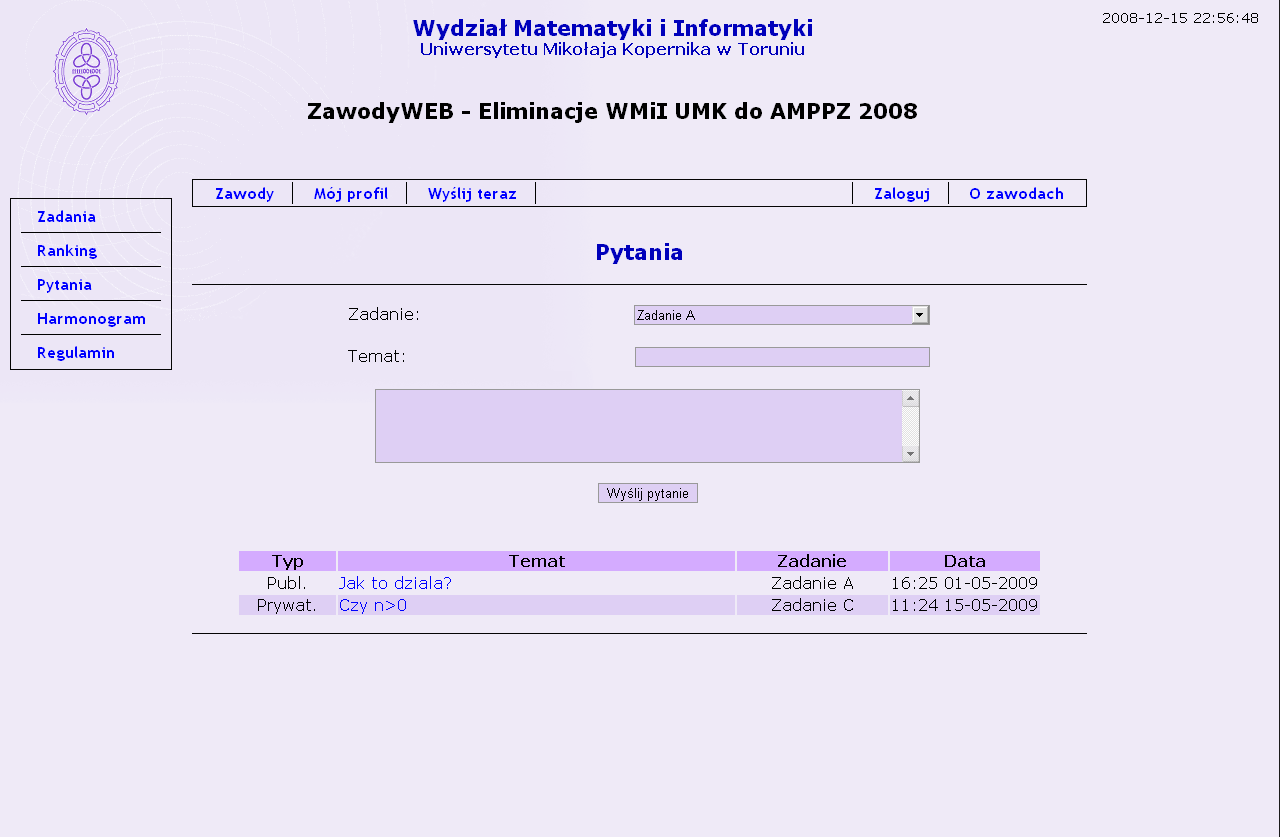 2008-12-15 22:56:48
Wydział Matematyki i Informatyki
Uniwersytetu Mikołaja Kopernika w Toruniu
ZawodyWEB - Eliminacje WMiI UMK do AMPPZ 2008
Zawody Mój profil Wyślij teraz Zaloguj O zawodach
Zadania
Ranking
Pytania
Harmonogram
Regulamin
Pytania
Zadanie: Zadanie A
Temat:
Wyślij pytanie
Typ Temat Zadanie Data
Publ. Jak to dziala? Zadanie A 16:25 01-05-2009
Prywat. Czy n>0 Zadanie C 11:24 15-05-2009